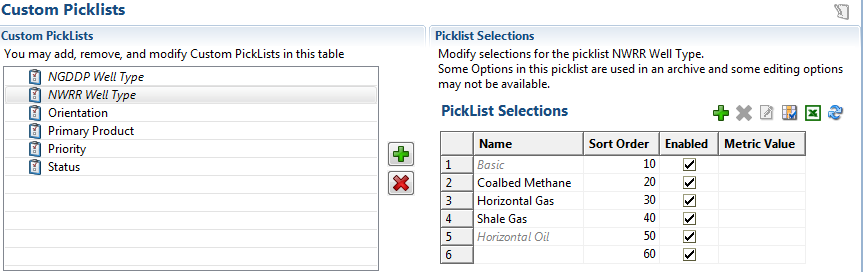 Custom Picklists
Custom PickLists
You may add, remove, and modify Custom PickLists in this table
NGDDP Well Type
NWRR Well Type
Orientation
Primary Product
Priority
Status
Picklist Selections
Modify selections for the picklist NWRR Well Type.
Some Options in this picklist are used in an archive and some editing options
may not be available.
PickList Selections
Name Sort Order Enabled Metric Value
1 Basic 10
2 Coalbed Methane 20
3 Horizontal Gas 30
4 Shale Gas 40
5 Horizontal Oil 50
6 60